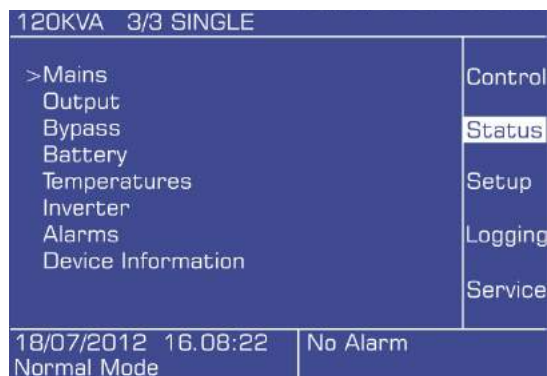 120KVA 3/3 SINGLE
>Mains
Output
Bypass
Battery
Temperatures
Inverter
Alarms
Device Information
Control
Status
Setup
Logging
Service
18/07/2012 16.08:22
Normal Mode
No Alarm